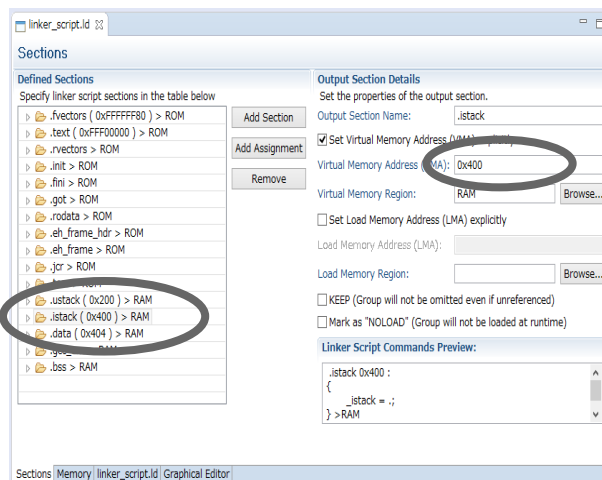 linker_script.ld
Sections
Defined Sections
Specify linker script sections in the table below
.fvectors ( 0xFFFFFF80 ) > ROM
.text ( 0xFFF00000 ) > ROM
.rvectors > ROM
.init > ROM
.fini > ROM
.got > ROM
.rodata > ROM
.eh_frame_hdr > ROM
.eh_frame > ROM
.jcr > ROM
> ROM
.ustack ( 0x200 ) > RAM
.istack ( 0x400 ) > RAM
.data ( 0x404 ) > RAM
> RAM
.bss > RAM
Add Section
Add Assignment
Remove
Output Section Details
Set the properties of the output section.
Output Section Name: .istack
Set Virtual Memory Address (VMA) explicitly
Virtual Memory Address (VMA): 0x400
Virtual Memory Region: RAM Browse...
Set Load Memory Address (LMA) explicitly
Load Memory Address (LMA):
Load Memory Region: Browse...
KEEP (Group will not be omitted even if unreferenced)
Mark as "NOLOAD" (Group will not be loaded at runtime)
Linker Script Commands Preview:
.istack 0x400 :
{
_istack = .;
} >RAM
Sections Memory linker_script.ld Graphical Editor